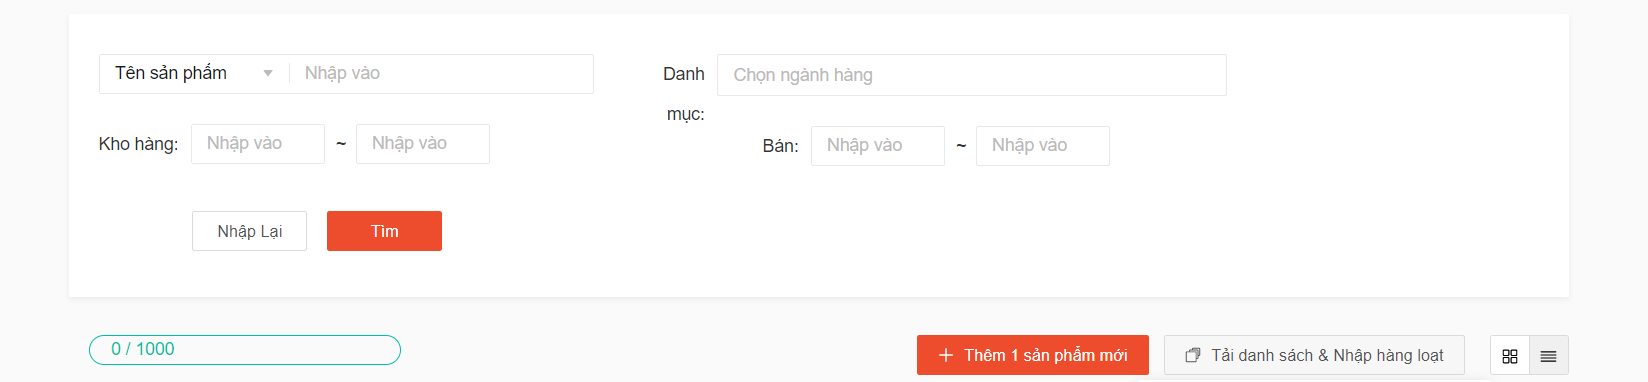 Tên sản phẩm Nhập vào
Danh mục: Chọn ngành hàng
Kho hàng: Nhập vào ~ Nhập vào
Bán: Nhập vào ~ Nhập vào
Nhập Lại Tìm
0 / 1000
Thêm 1 sản phẩm mới Tải danh sách & Nhập hàng loạt